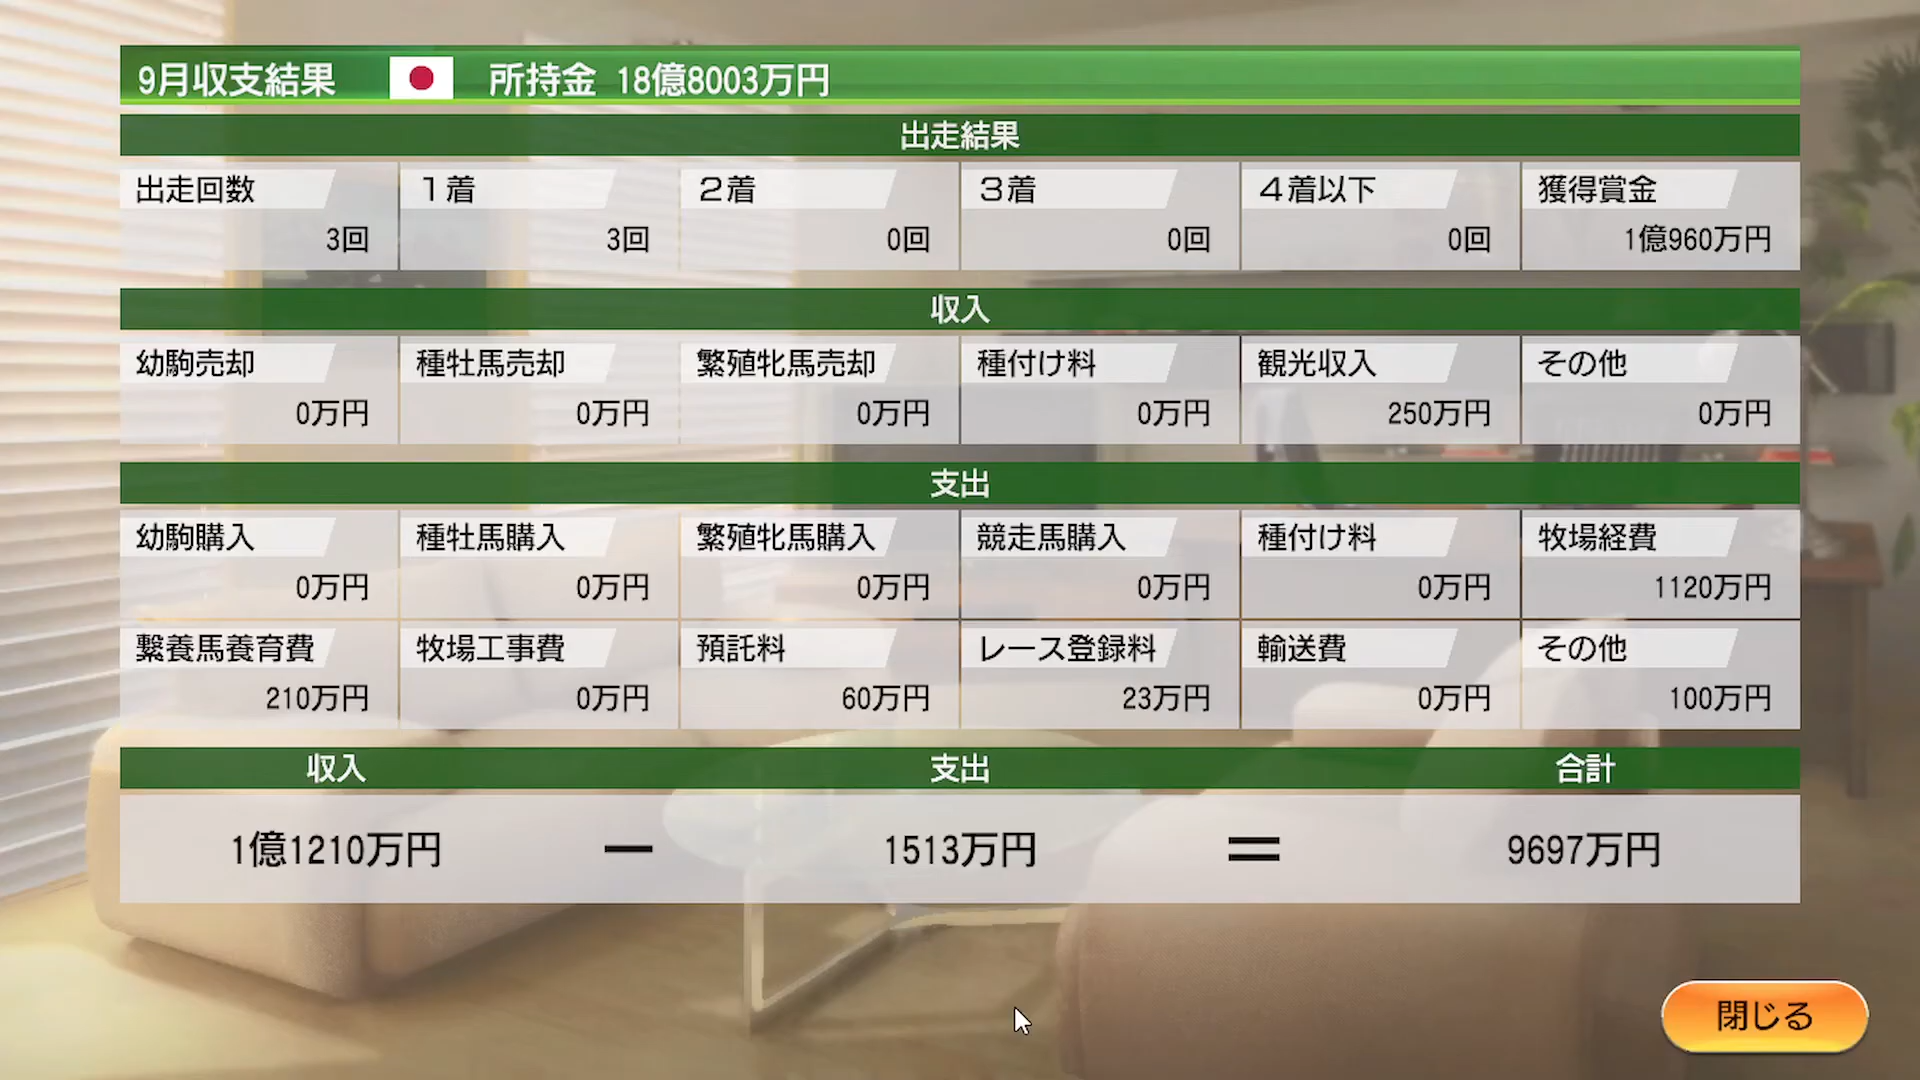 9月収支結果 所持金 18億8003万円
出走結果
出走回数 1着 2着 3着 4着以下 獲得賞金
3回 3回 0回 0回 0回 1億960万円
収入
幼駒売却 種牡馬売却 繁殖牝馬売却 種付け料 観光収入 その他
0万円 0万円 0万円 0万円 250万円 0万円
支出
幼駒購入 種牡馬購入 繁殖牝馬購入 競走馬購入 種付け料 牧場経費
0万円 0万円 0万円 0万円 0万円 1120万円
繋養馬養育費 牧場工事費 預託料 レース登録料 輸送費 その他
210万円 0万円 60万円 23万円 0万円 100万円
収入 支出 合計
1億1210万円 － 1513万円 ＝ 9697万円
閉じる